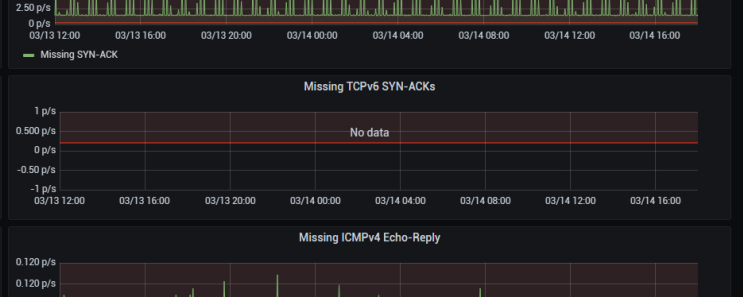 2.50 p/s
0 p/s
03/13 12:00 03/13 16:00 03/13 20:00 03/14 00:00 03/14 04:00 03/14 08:00 03/14 12:00 03/14 16:00
Missing SYN-ACK
Missing TCPv6 SYN-ACKs
1 p/s
0.500 p/s
No data
0 p/s
-0.50 p/s
-1 p/s
03/13 12:00 03/13 16:00 03/13 20:00 03/14 00:00 03/14 04:00 03/14 08:00 03/14 12:00 03/14 16:00
Missing ICMPv4 Echo-Reply
0.120 p/s
0.120 p/s